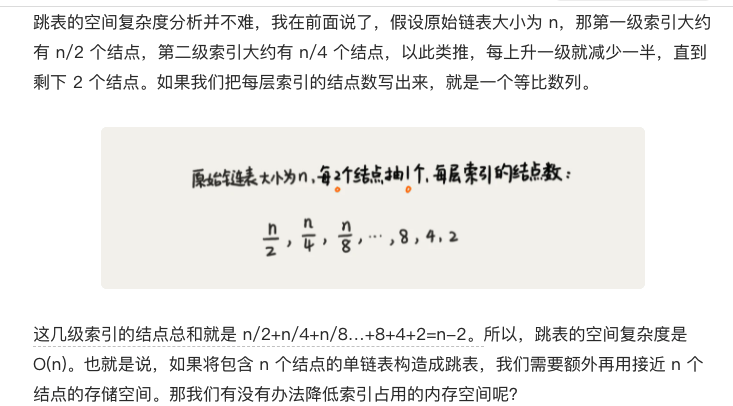 跳表的空间复杂度分析并不难，我在前面说了，假设原始链表大小为 n，那第一级索引大约
有 n/2 个结点，第二级索引大约有 n/4 个结点，以此类推，每上升一级就减少一半，直到
剩下 2 个结点。如果我们把每层索引的结点数写出来，就是一个等比数列。
原始链表大小为n，每2个结点抽1个，每层索引的结点数：
n/2, n/4, n/8, ⋯, 8, 4, 2
这几级索引的结点总和就是 n/2+n/4+n/8…+8+4+2=n-2。所以，跳表的空间复杂度是
O(n)。也就是说，如果将包含 n 个结点的单链表构造成跳表，我们需要额外再用接近 n 个
结点的存储空间。那我们有没有办法降低索引占用的内存空间呢？